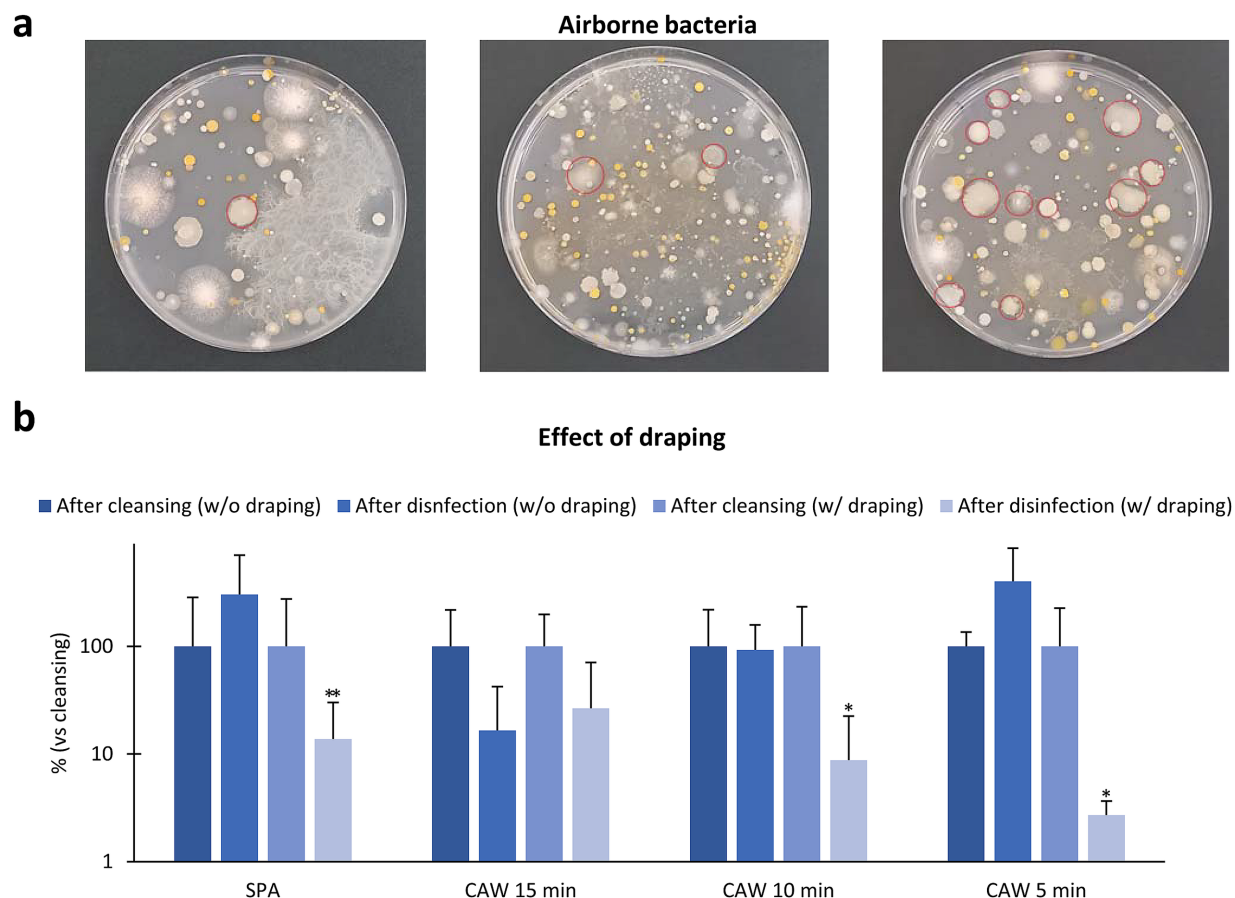 a
Airborne bacteria
b
Effect of draping
After cleansing (w/o draping) After disnfection (w/o draping) After cleansing (w/ draping) After disinfection (w/ draping)
% (vs cleansing)
100
10
1
**
*
*
SPA CAW 15 min CAW 10 min CAW 5 min